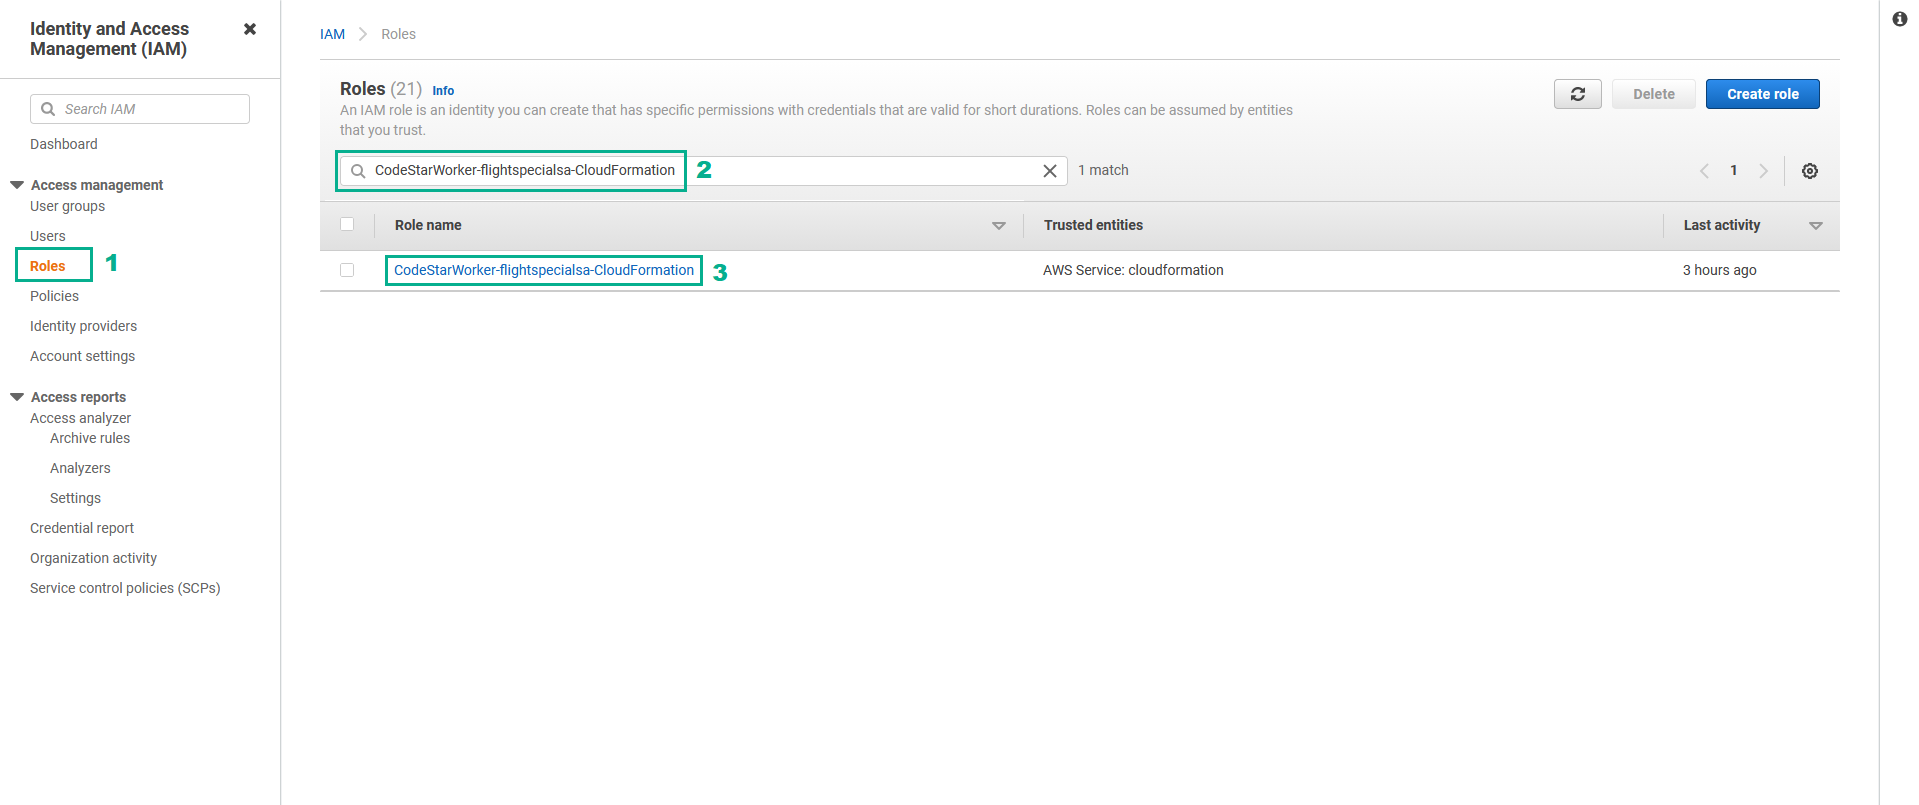 Identity and Access
Management (IAM)
Search IAM
Dashboard
Access management
User groups
Users
Roles
1
Policies
Identity providers
Account settings
Access reports
Access analyzer
Archive rules
Analyzers
Settings
Credential report
Organization activity
Service control policies (SCPs)
IAM Roles
Roles (21) Info
An IAM role is an identity you can create that has specific permissions with credentials that are valid for short durations. Roles can be assumed by entities
that you trust.
Delete
Create role
CodeStarWorker-flightspecialsa-CloudFormation
2
1 match
1
Role name Trusted entities Last activity
CodeStarWorker-flightspecialsa-CloudFormation 3 AWS Service: cloudformation 3 hours ago